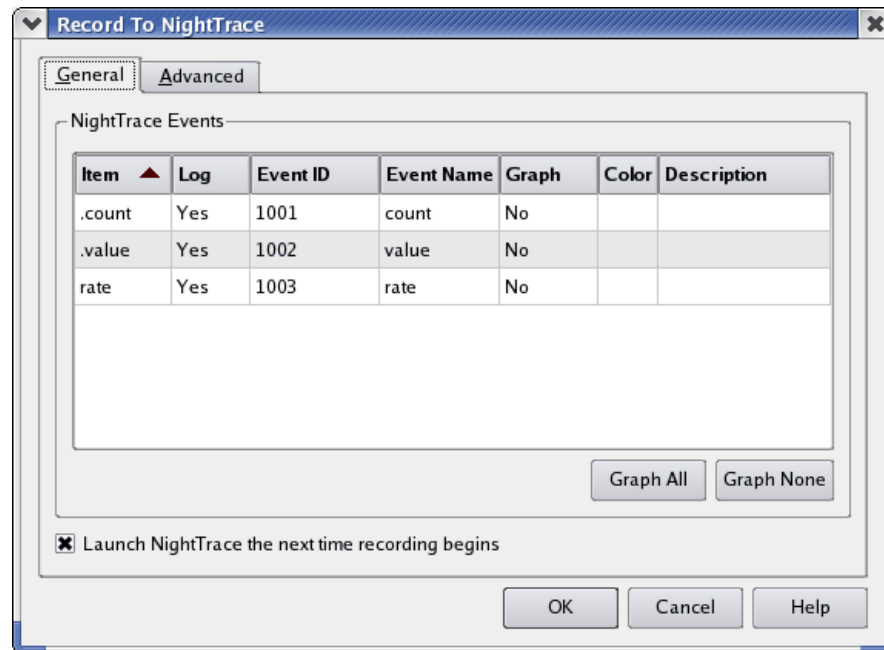 Record To NightTrace
General Advanced
NightTrace Events
Item Log Event ID Event Name Graph Color Description
.count Yes 1001 count No
.value Yes 1002 value No
rate Yes 1003 rate No
Graph All Graph None
Launch NightTrace the next time recording begins
OK Cancel Help